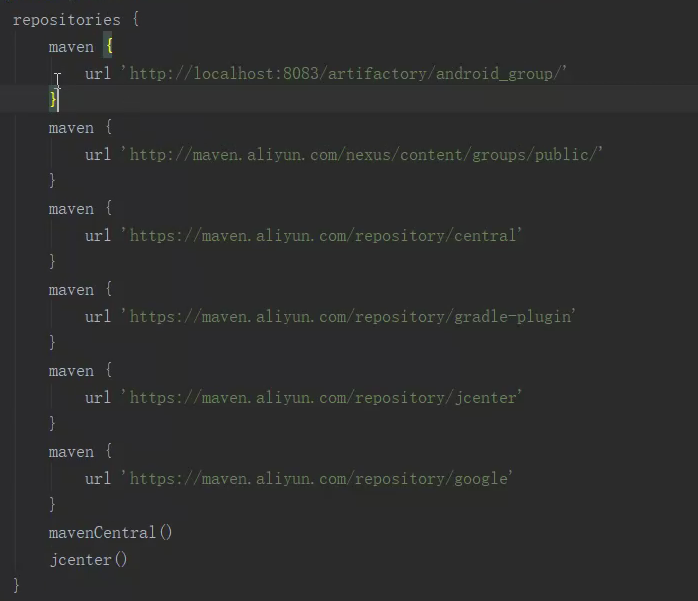 repositories {
    maven {
        url 'http://localhost:8083/artifactory/android_group/'
    }
    maven {
        url 'http://maven.aliyun.com/nexus/content/groups/public/'
    }
    maven {
        url 'https://maven.aliyun.com/repository/central'
    }
    maven {
        url 'https://maven.aliyun.com/repository/gradle-plugin'
    }
    maven {
        url 'https://maven.aliyun.com/repository/jcenter'
    }
    maven {
        url 'https://maven.aliyun.com/repository/google'
    }
    mavenCentral()
    jcenter()
}